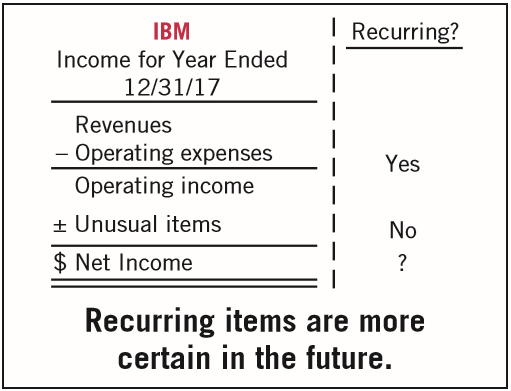 IBM
Income for Year Ended
12/31/17
Recurring?
Revenues
– Operating expenses
Yes
Operating income
± Unusual items
No
$ Net Income
?
Recurring items are more
certain in the future.